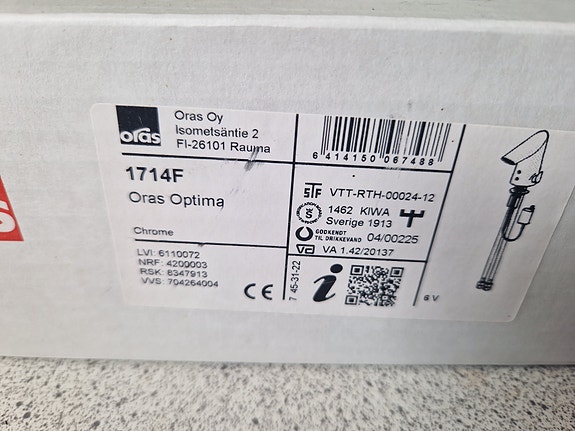 oras
Oras Oy
Isometsäntie 2
FI-26101 Rauma
6 414150 067488
1714F
Oras Optima
Chrome
LVI: 6110072
NRF: 4200003
RSK: 8347913
VVS: 704264004
CE
STF VTT-RTH-00024-12
1462 KIWA
Sverige 1913
GODKENDT
TIL DRIKKEVAND 04/00225
VA 1.42/20137
7 45-31-22
i
G.V